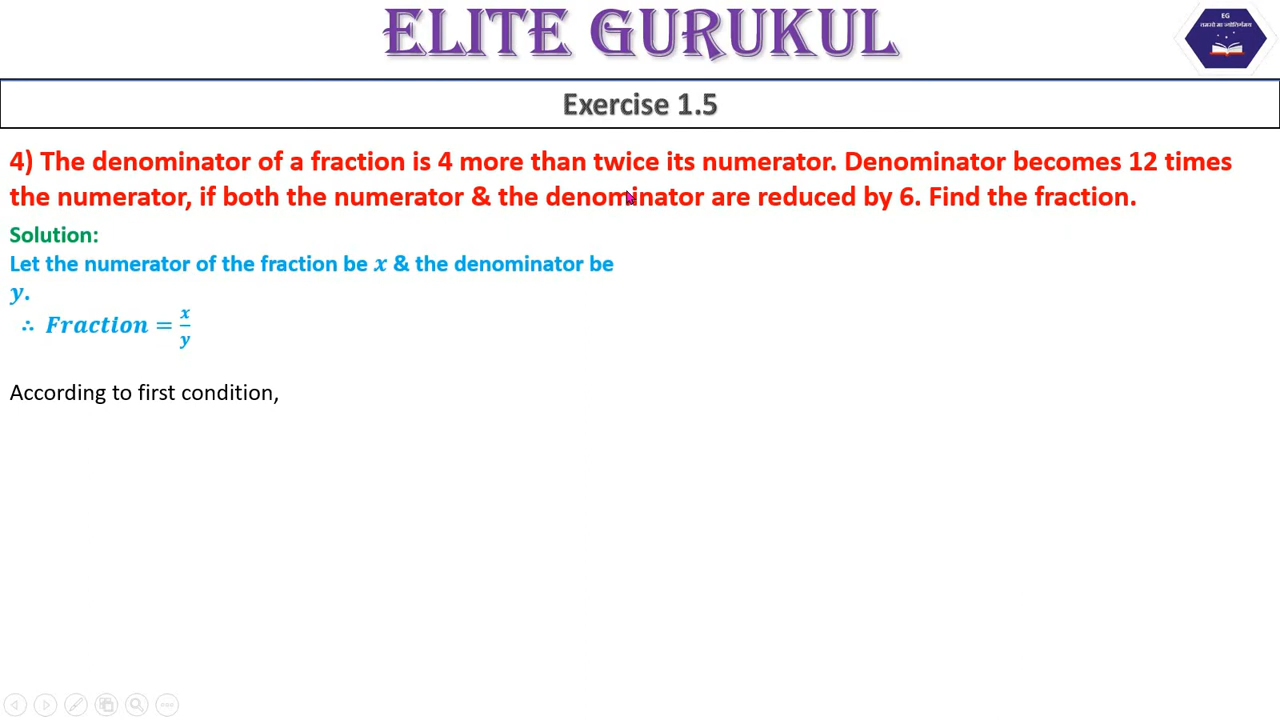 ELITE GURUKUL
EG
Exercise 1.5
4) The denominator of a fraction is 4 more than twice its numerator. Denominator becomes 12 times
the numerator, if both the numerator & the denominator are reduced by 6. Find the fraction.
Solution:
Let the numerator of the fraction be x & the denominator be
y.
∴ Fraction = x/y
According to first condition,